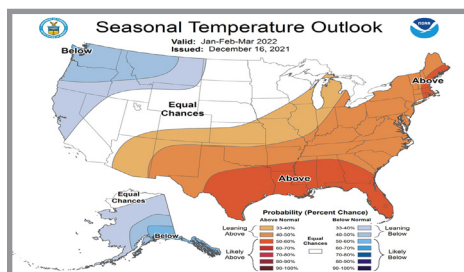 Seasonal Temperature Outlook
Valid: Jan-Feb-Mar 2022
Issued: December 16, 2021
NOAA
Below
Above
Equal
Chances
Above
Equal
Chances
Below
Probability (Percent Chance)
Above Normal
Below Normal
Leaning
Above
33-40%
40-50%
50-60%
60-70%
Likely
Above
70-80%
80-90%
90-100%
Equal
Chances
33-40%
40-50%
50-60%
60-70%
70-80%
80-90%
90-100%
Leaning
Below
Likely
Below